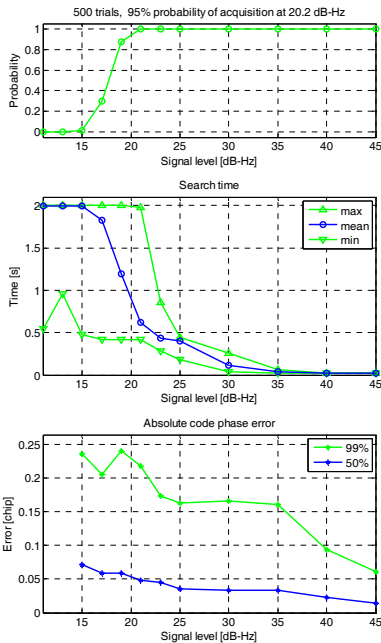 500 trials, 95% probability of acquisition at 20.2 dB-Hz
1
0.8
0.6
0.4
0.2
0
Probability
15 20 25 30 35 40 45
Signal level [dB-Hz]
Search time
2
1.5
1
0.5
0
Time [s]
max
mean
min
15 20 25 30 35 40 45
Signal level [dB-Hz]
Absolute code phase error
0.25
0.2
0.15
0.1
0.05
0
Error [chip]
99%
50%
15 20 25 30 35 40 45
Signal level [dB-Hz]